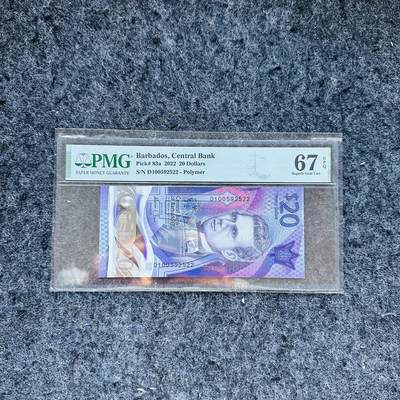 PMG
PAPER MONEY GUARANTY
Barbados, Central Bank
Pick# 83a 2022 20 Dollars
S/N D100592522 - Polymer
67 EPQ
Superb Gem Unc
D100592522
$20
D100592522